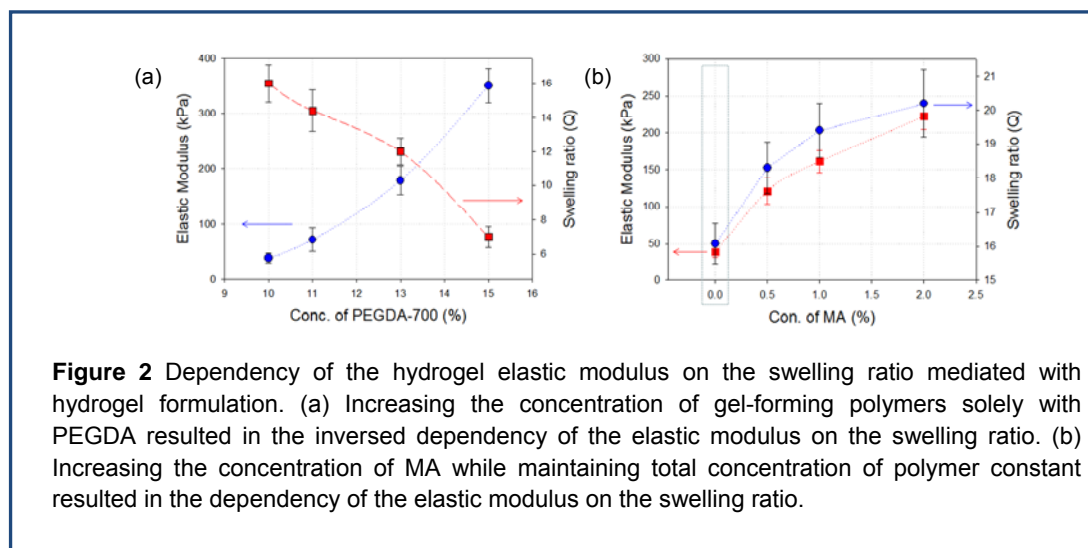 (a)
400
300
200
100
0
Elastic Modulus (kPa)
16
14
12
10
8
6
Swelling ratio (Q)
9 10 11 12 13 14 15 16
Conc. of PEGDA-700 (%)
(b)
300
250
200
150
100
50
0
Elastic Modulus (kPa)
21
20
19
18
17
16
15
Swelling ratio (Q)
0.0 0.5 1.0 1.5 2.0 2.5
Con. of MA (%)
Figure 2 Dependency of the hydrogel elastic modulus on the swelling ratio mediated with
hydrogel formulation. (a) Increasing the concentration of gel-forming polymers solely with
PEGDA resulted in the inversed dependency of the elastic modulus on the swelling ratio. (b)
Increasing the concentration of MA while maintaining total concentration of polymer constant
resulted in the dependency of the elastic modulus on the swelling ratio.